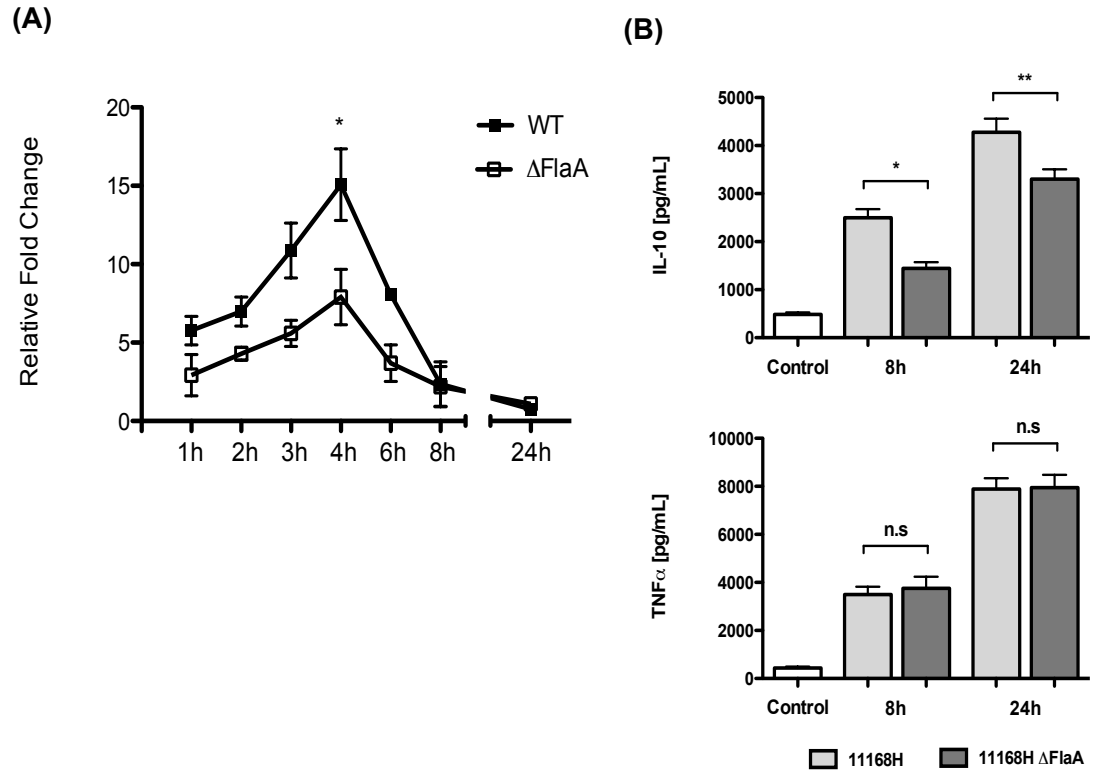 (A)
Relative Fold Change
20
15
10
5
0
*
WT
ΔFlaA
1h 2h 3h 4h 6h 8h 24h
(B)
IL-10 [pg/mL]
5000
4000
3000
2000
1000
0
*
**
Control 8h 24h
TNFα [pg/mL]
10000
8000
6000
4000
2000
0
n.s
n.s
Control 8h 24h
11168H 11168H ΔFlaA